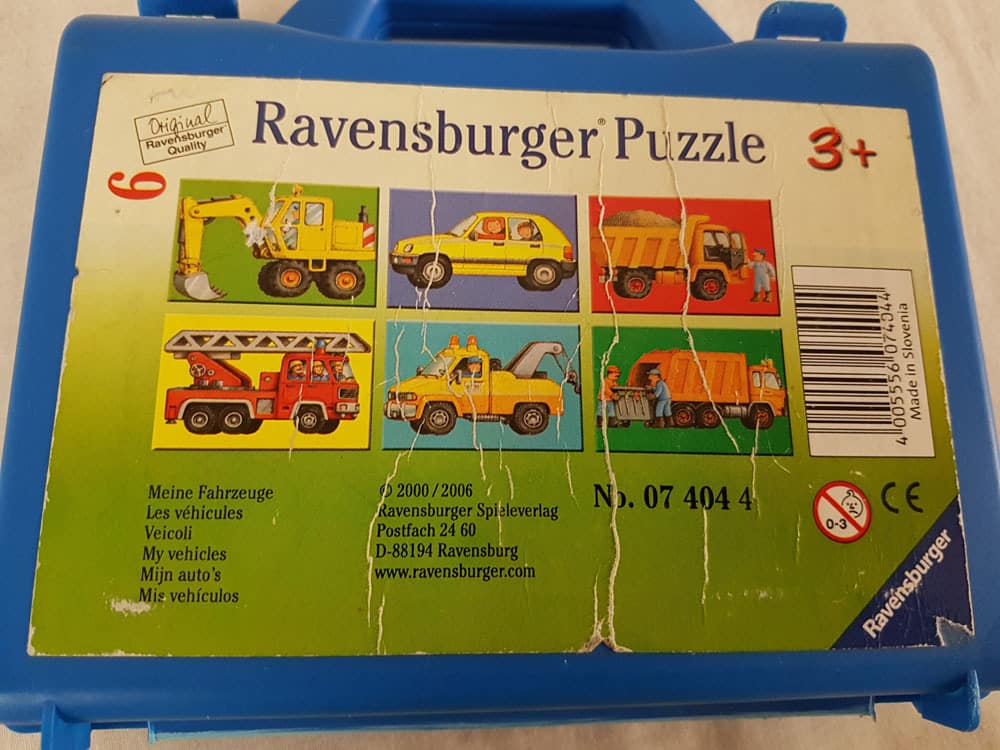 Original
Ravensburger
Quality
Ravensburger® Puzzle
3+
6
Meine Fahrzeuge
Les véhicules
Veicoli
My vehicles
Mijn auto's
Mis vehículos
© 2000 / 2006
Ravensburger Spieleverlag
Postfach 24 60
D-88194 Ravensburg
www.ravensburger.com
No. 07 404 4
4 005556 074044
Made in Slovenia
0-3
CE
Ravensburger